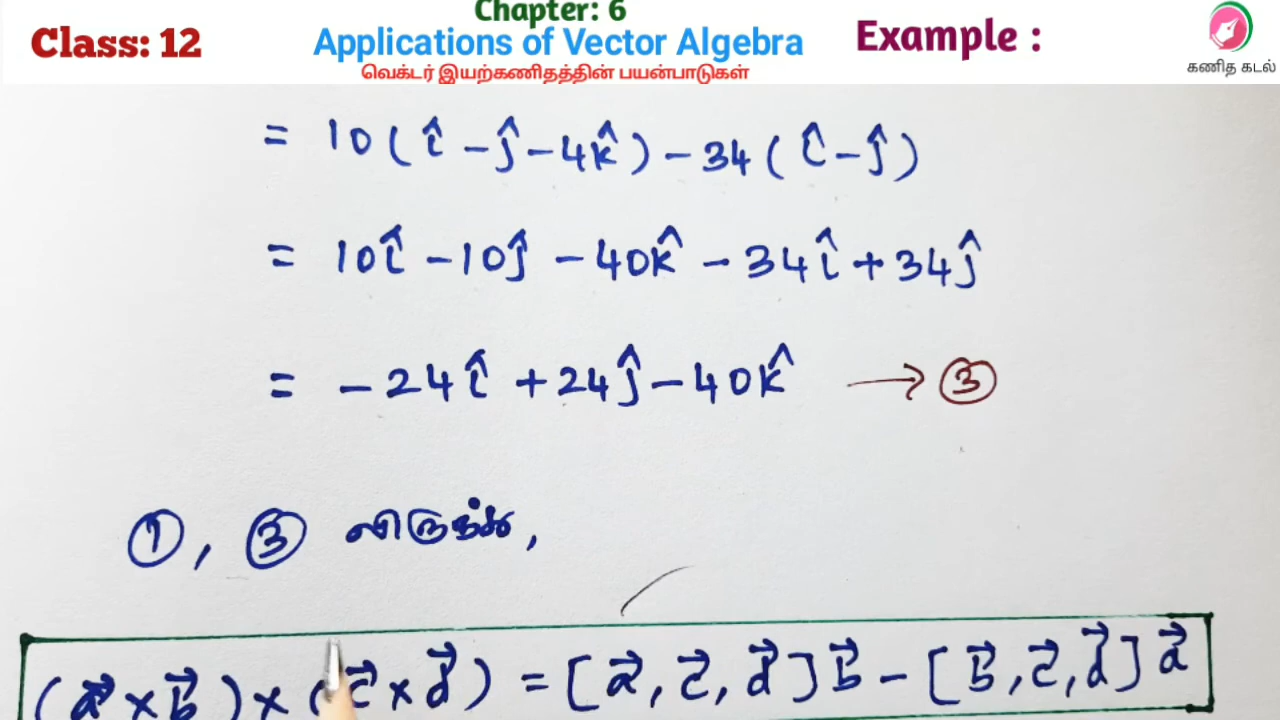 Chapter: 6
Class: 12
Applications of Vector Algebra
Example :
வெக்டர் இயற்கணிதத்தின் பயன்பாடுகள்
கணித கடல்
= 10(î - ĵ - 4k̂) - 34(î - ĵ)
= 10î - 10ĵ - 40k̂ - 34î + 34ĵ
= -24î + 24ĵ - 40k̂ → ③
①, ③ லிருந்து,
(a⃗ × b⃗) × (c⃗ × d⃗) = [a⃗, c⃗, d⃗]b⃗ - [b⃗, c⃗, d⃗]a⃗